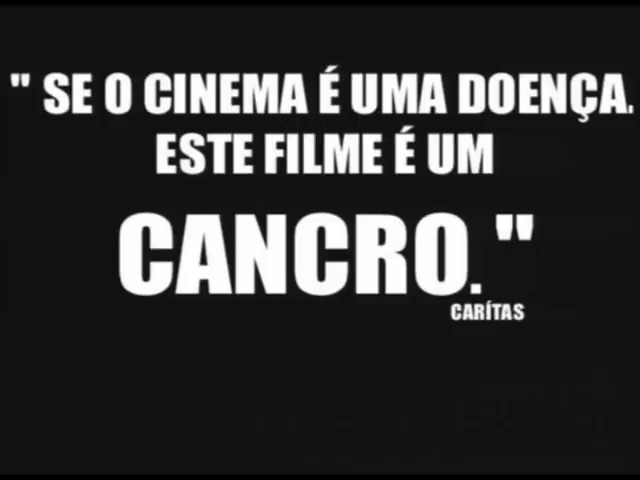 " SE O CINEMA É UMA DOENÇA.
ESTE FILME É UM
CANCRO."
CARÍTAS